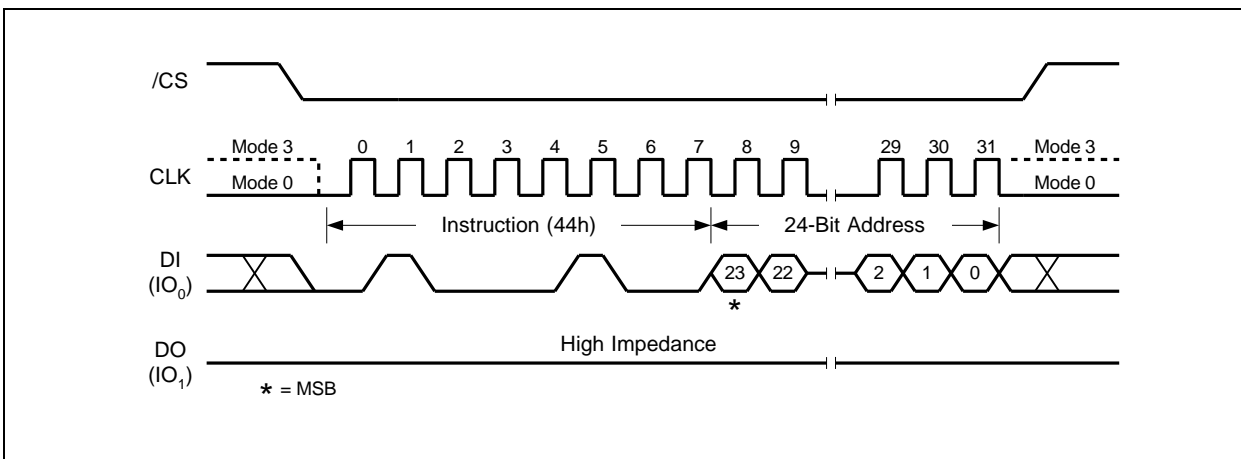 /CS
Mode 3 0 1 2 3 4 5 6 7 8 9 29 30 31 Mode 3
CLK
Mode 0 Mode 0
Instruction (44h) 24-Bit Address
DI
(IO0)
23 22 2 1 0
*
High Impedance
DO
(IO1)
* = MSB